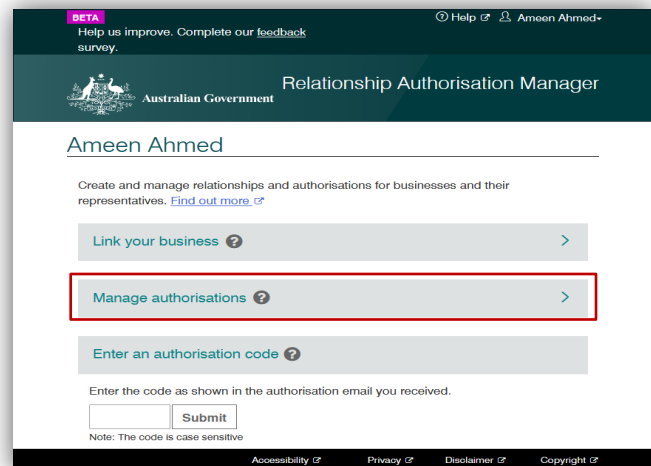 BETA
Help Ameen Ahmed
Help us improve. Complete our feedback
survey.
Australian Government
Relationship Authorisation Manager
Ameen Ahmed
Create and manage relationships and authorisations for businesses and their
representatives. Find out more
Link your business
Manage authorisations
Enter an authorisation code
Enter the code as shown in the authorisation email you received.
Submit
Note: The code is case sensitive
Accessibility Privacy Disclaimer Copyright